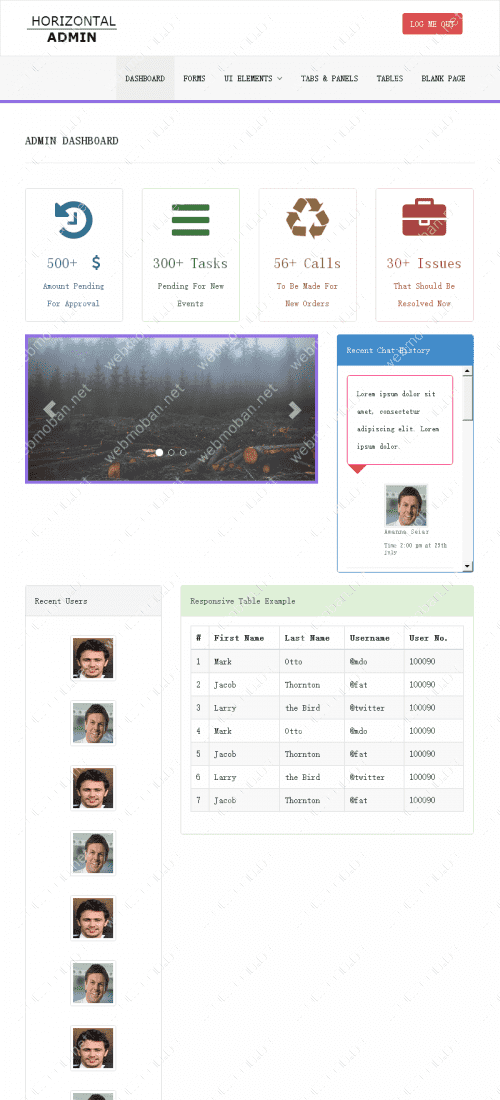 HORIZONTAL
ADMIN
LOG ME OUT
DASHBOARD
FORMS
UI ELEMENTS
TABS & PANELS
TABLES
BLANK PAGE
ADMIN DASHBOARD
500+ $
Amount Pending
For Approval
300+ Tasks
Pending For New
Events
56+ Calls
To Be Made For
New Orders
30+ Issues
That Should Be
Resolved Now
webmoban.net
webmoban.net
webmoban.net
Recent Chat History
Lorem ipsum dolor sit
amet, consectetur
adipiscing elit. Lorem
ipsum dolor.
Time 2:00 pm at 25th
july
Recent Users
Responsive Table Example
# First Name Last Name Username User No.
1 Mark Otto @mdo 100090
2 Jacob Thornton @fat 100090
3 Larry the Bird @twitter 100090
4 Mark Otto @mdo 100090
5 Jacob Thornton @fat 100090
6 Larry the Bird @twitter 100090
7 Jacob Thornton @fat 100090